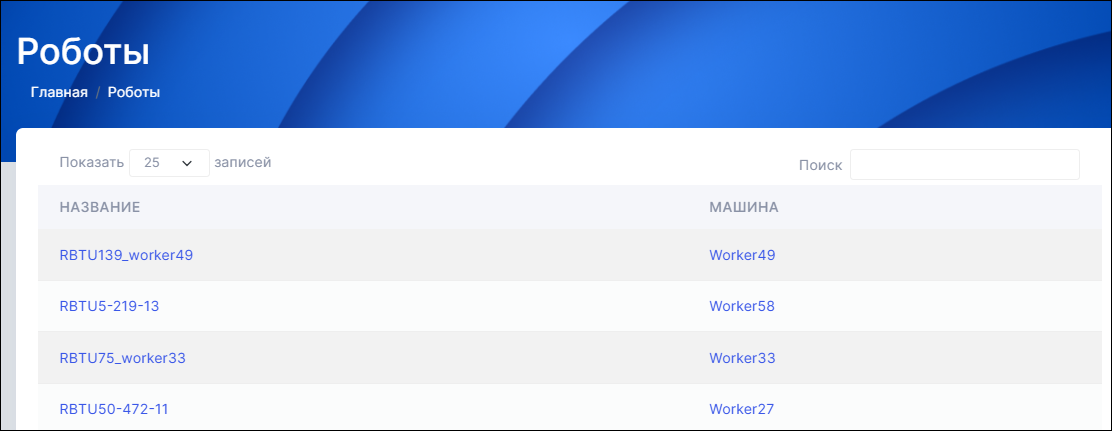 Роботы
Главная / Роботы
Показать 25 записей Поиск
НАЗВАНИЕ МАШИНА
RBTU139_worker49 Worker49
RBTU5-219-13 Worker58
RBTU75_worker33 Worker33
RBTU50-472-11 Worker27